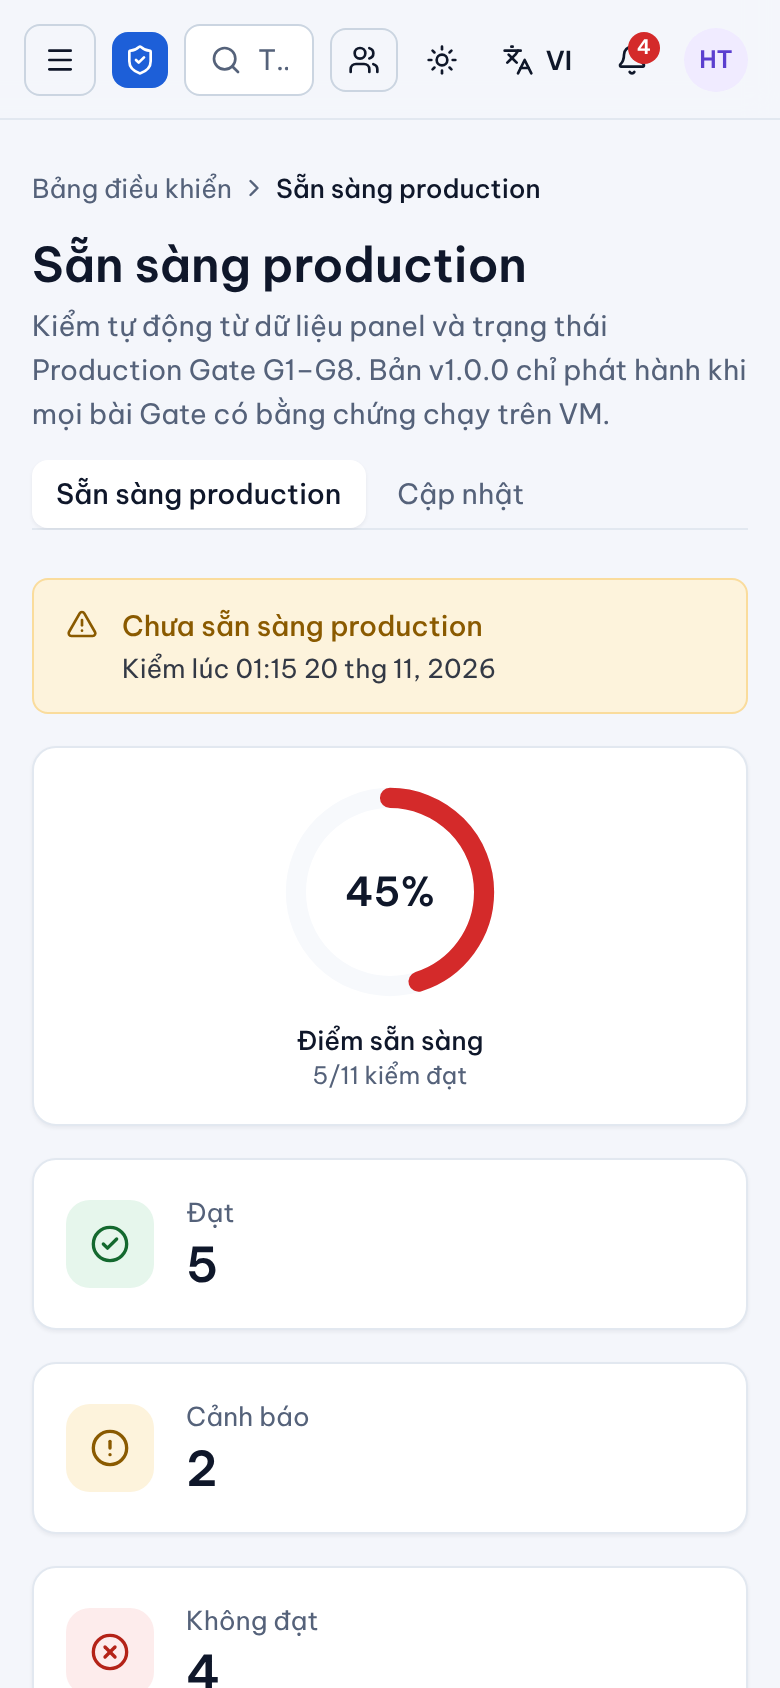 T..
VI
4
HT
Bảng điều khiển > Sẵn sàng production
Sẵn sàng production
Kiểm tự động từ dữ liệu panel và trạng thái
Production Gate G1–G8. Bản v1.0.0 chỉ phát hành khi
mọi bài Gate có bằng chứng chạy trên VM.
Sẵn sàng production
Cập nhật
Chưa sẵn sàng production
Kiểm lúc 01:15 20 thg 11, 2026
45%
Điểm sẵn sàng
5/11 kiểm đạt
Đạt
5
Cảnh báo
2
Không đạt
4